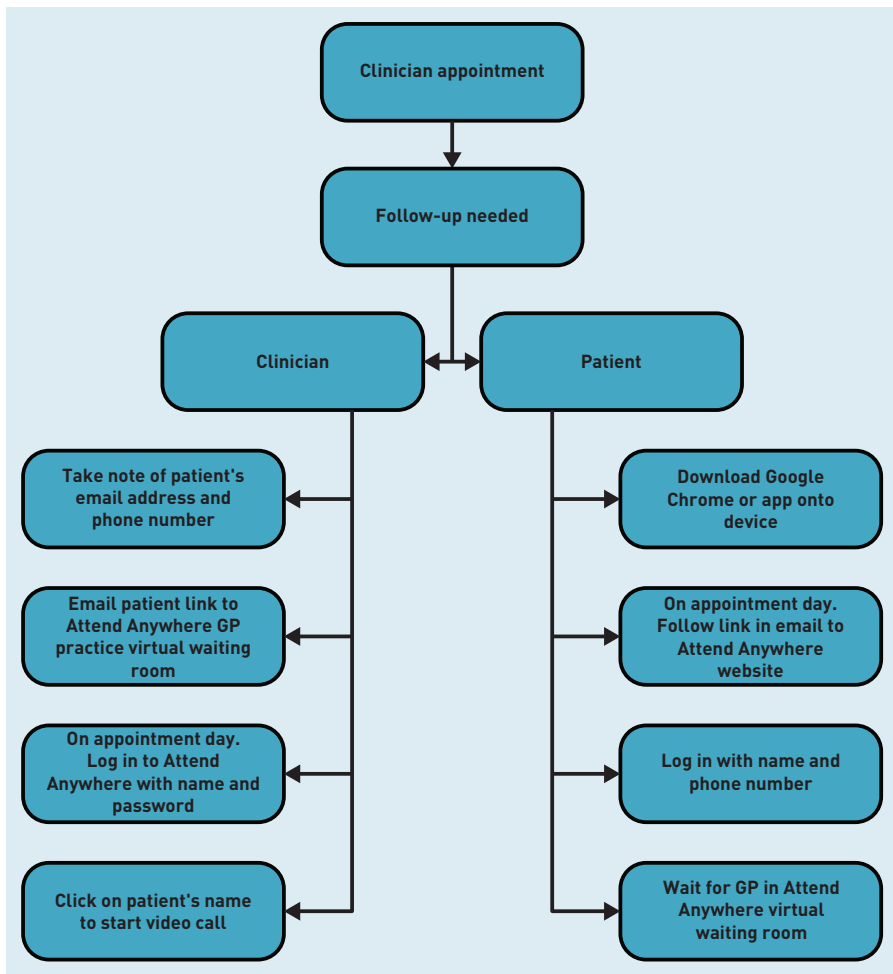 Clinician appointment
Follow-up needed
Clinician
Patient
Take note of patient's
email address and
phone number
Email patient link to
Attend Anywhere GP
practice virtual waiting
room
On appointment day.
Log in to Attend
Anywhere with name and
password
Click on patient's name
to start video call
Download Google
Chrome or app onto
device
On appointment day.
Follow link in email to
Attend Anywhere
website
Log in with name and
phone number
Wait for GP in Attend
Anywhere virtual
waiting room